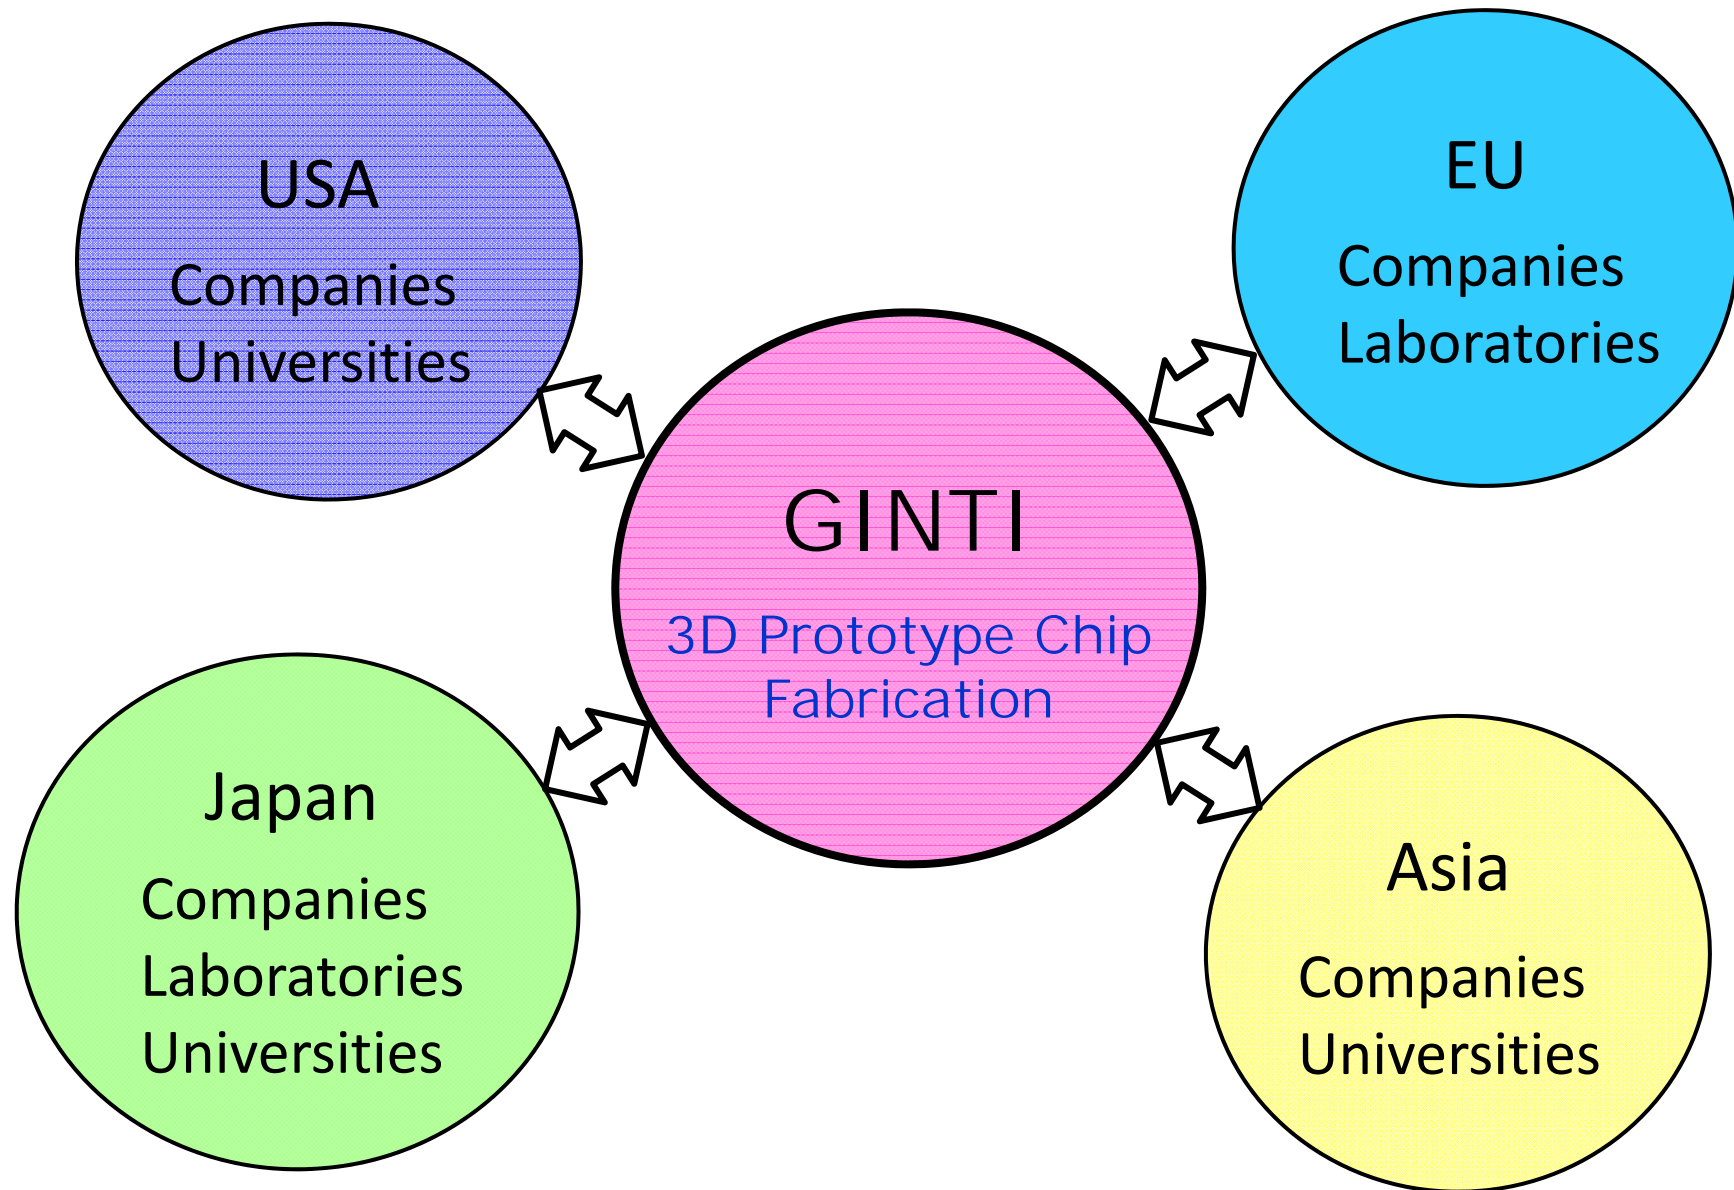 USA
Companies
Universities
EU
Companies
Laboratories
GINTI
3D Prototype Chip
Fabrication
Japan
Companies
Laboratories
Universities
Asia
Companies
Universities